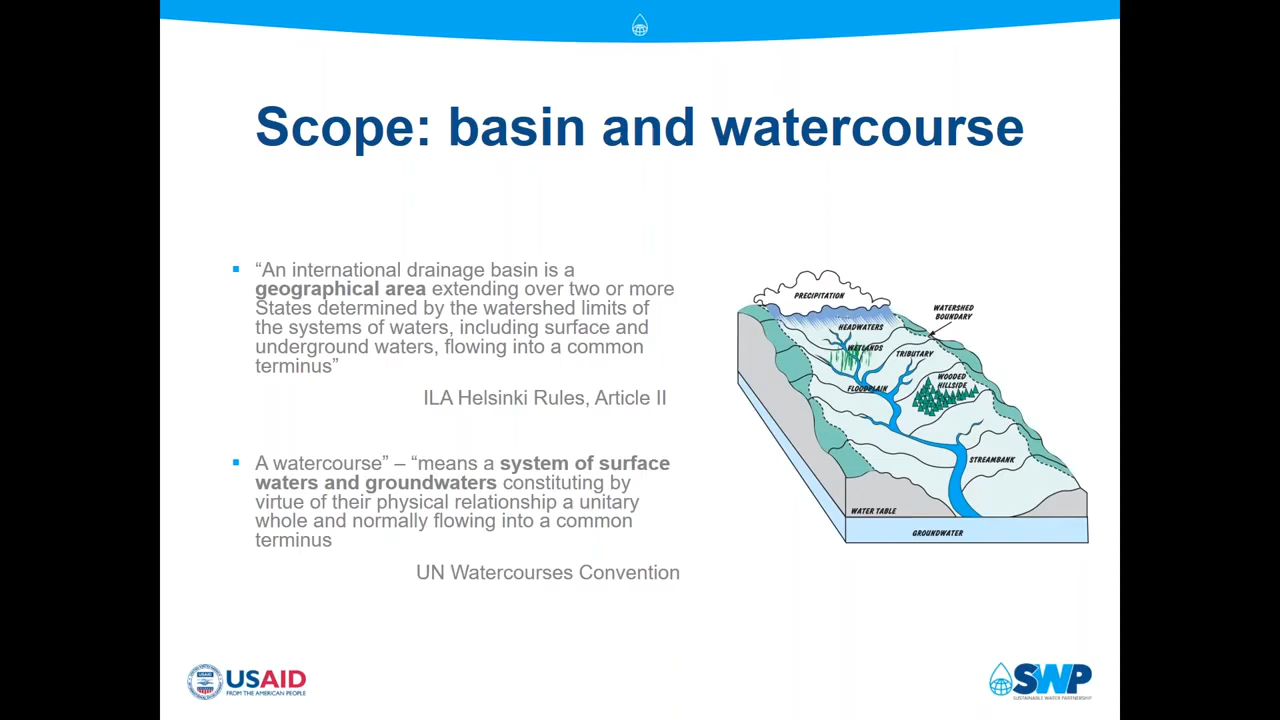 Scope: basin and watercourse
▪ “An international drainage basin is a
geographical area extending over two or more
States determined by the watershed limits of
the systems of waters, including surface and
underground waters, flowing into a common
terminus”
ILA Helsinki Rules, Article II
▪ A watercourse” – “means a system of surface
waters and groundwaters constituting by
virtue of their physical relationship a unitary
whole and normally flowing into a common
terminus
UN Watercourses Convention
PRECIPITATION
WATERSHED
BOUNDARY
HEADWATERS
WETLANDS
TRIBUTARY
WOODED
HILLSIDE
FLOODPLAIN
STREAMBANK
WATER TABLE
GROUNDWATER
USAID
FROM THE AMERICAN PEOPLE
SWP
SUSTAINABLE WATER PARTNERSHIP